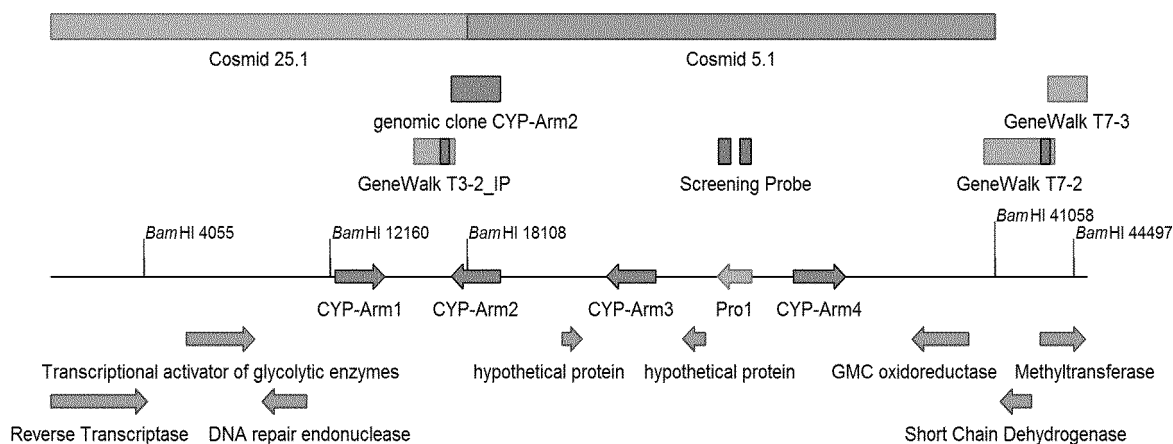 Cosmid 25.1
Cosmid 5.1
genomic clone CYP-Arm2
GeneWalk T7-3
GeneWalk T3-2_IP
Screening Probe
GeneWalk T7-2
BamHI 4055
BamHI 12160
BamHI 18108
BamHI 41058
BamHI 44497
CYP-Arm1
CYP-Arm2
CYP-Arm3
Pro1
CYP-Arm4
Transcriptional activator of glycolytic enzymes
hypothetical protein
hypothetical protein
GMC oxidoreductase
Methyltransferase
Reverse Transcriptase
DNA repair endonuclease
Short Chain Dehydrogenase